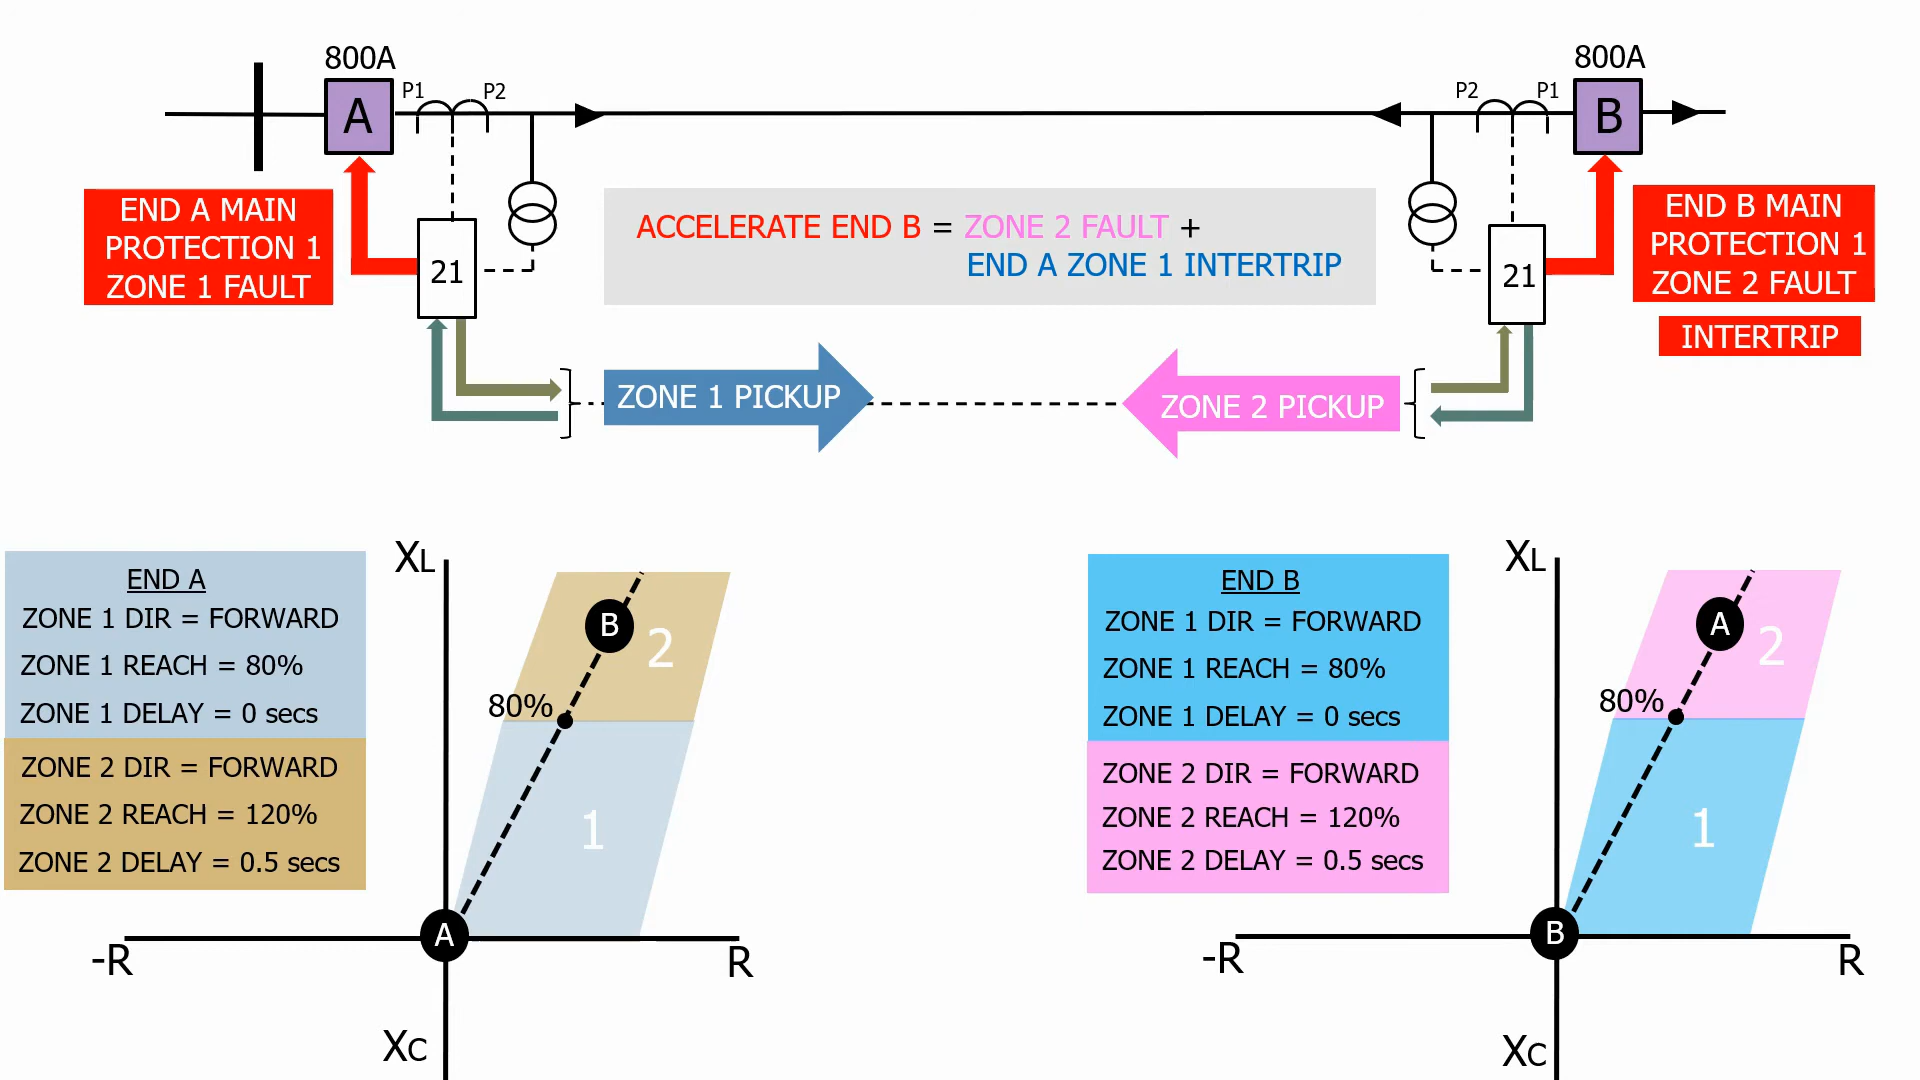 800A
800A
A
P1
P2
P2
P1
B
END A MAIN
PROTECTION 1
ZONE 1 FAULT
21
ACCELERATE END B = ZONE 2 FAULT +
END A ZONE 1 INTERTRIP
21
END B MAIN
PROTECTION 1
ZONE 2 FAULT
INTERTRIP
ZONE 1 PICKUP
ZONE 2 PICKUP
END A
ZONE 1 DIR = FORWARD
ZONE 1 REACH = 80%
ZONE 1 DELAY = 0 secs
ZONE 2 DIR = FORWARD
ZONE 2 REACH = 120%
ZONE 2 DELAY = 0.5 secs
XL
B
2
80%
1
A
-R
R
XC
END B
ZONE 1 DIR = FORWARD
ZONE 1 REACH = 80%
ZONE 1 DELAY = 0 secs
ZONE 2 DIR = FORWARD
ZONE 2 REACH = 120%
ZONE 2 DELAY = 0.5 secs
XL
A
2
80%
1
B
-R
R
XC